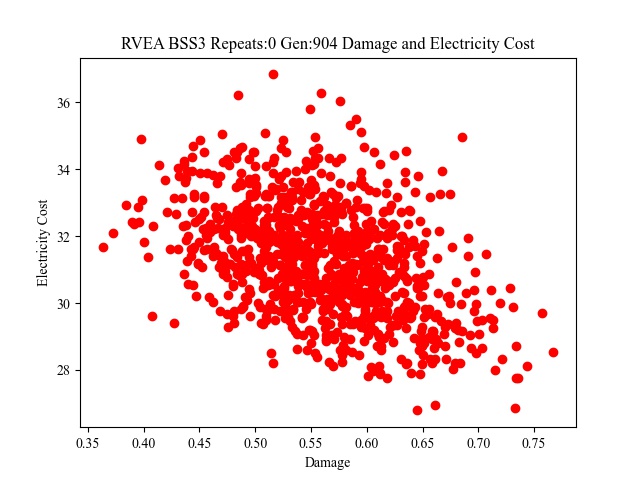 RVEA BSS3 Repeats:0 Gen:904 Damage and Electricity Cost
36
34
32
30
28
Electricity Cost
0.35 0.40 0.45 0.50 0.55 0.60 0.65 0.70 0.75
Damage